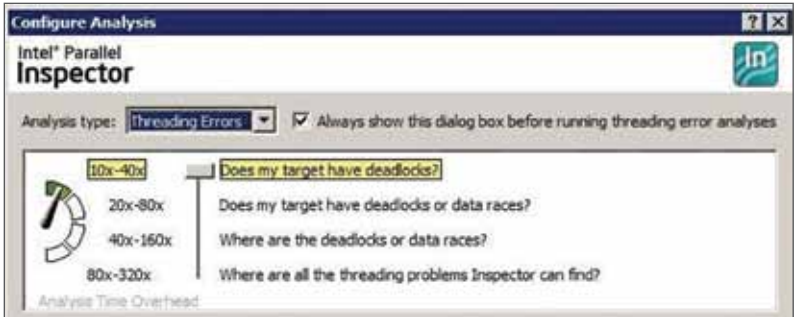 Configure Analysis
Intel® Parallel
Inspector
In
Analysis type: Threading Errors Always show this dialog box before running threading error analyses
10x-40x Does my target have deadlocks?
20x-80x Does my target have deadlocks or data races?
40x-160x Where are the deadlocks or data races?
80x-320x Where are all the threading problems Inspector can find?
Analysis Time Overhead